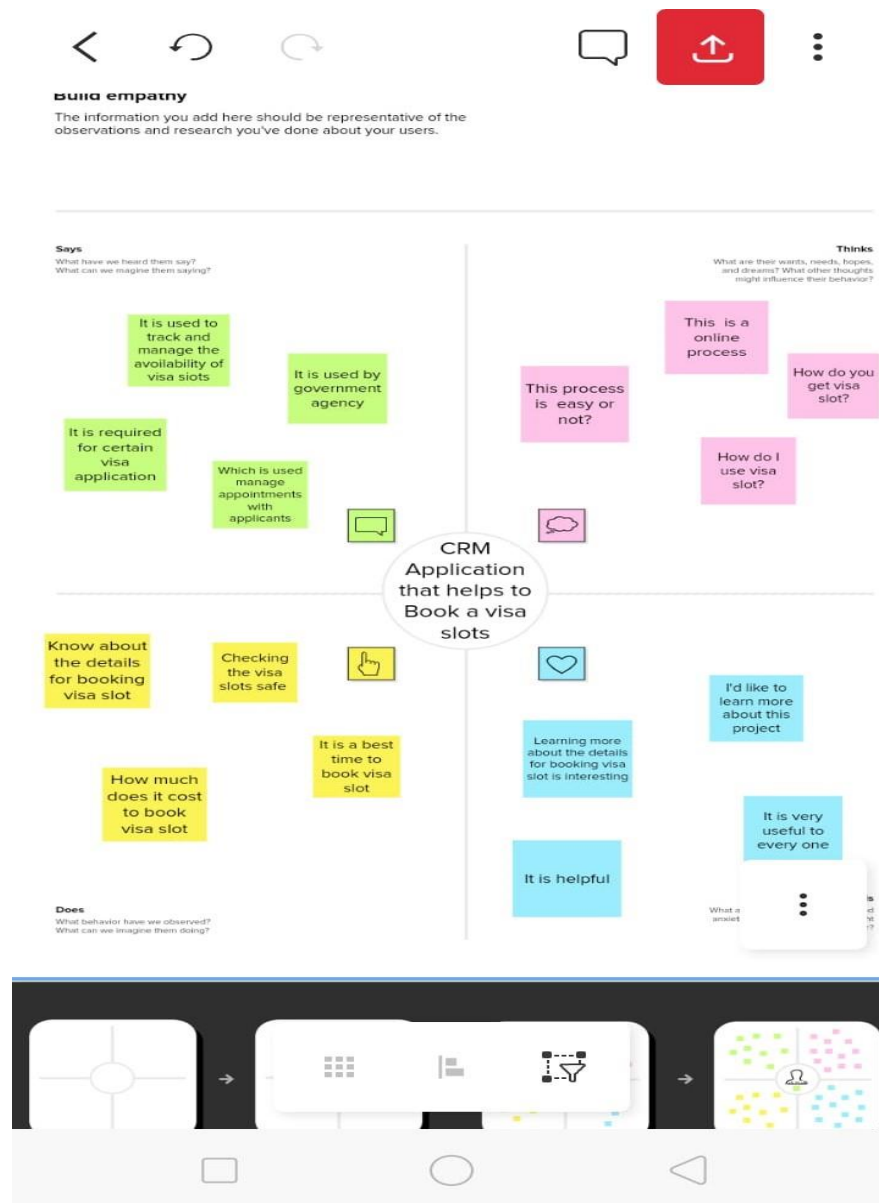 Build empathy
The information you add here should be representative of the
observations and research you've done about your users.
Says
What have we heard them say?
What can we magine them saying?
Thinks
What are their wants, needs, hopes,
and dreams? What other thoughts
might influence their behavior?
It is used to
track and
manage the
avoilability of
visa siots
It is used by
government
agency
It is required
for certain
visa
application
Which is used
manage
appointments
with
applicants
This is a
online
process
How do you
get visa
slot?
This process
is easy or
not?
How do I
use visa
slot?
CRM
Application
that helps to
Book a visa
slots
Know about
the details
for booking
visa slot
Checking
the visa
slots safe
It is a best
time to
book visa
slot
How much
does it cost
to book
visa slot
I'd like to
learn more
about this
project
Learning more
about the details
for booking visa
slot is interesting
It is very
useful to
every one
It is helpful
Does
What behavior have we observed?
What can we imagine them doing?
What